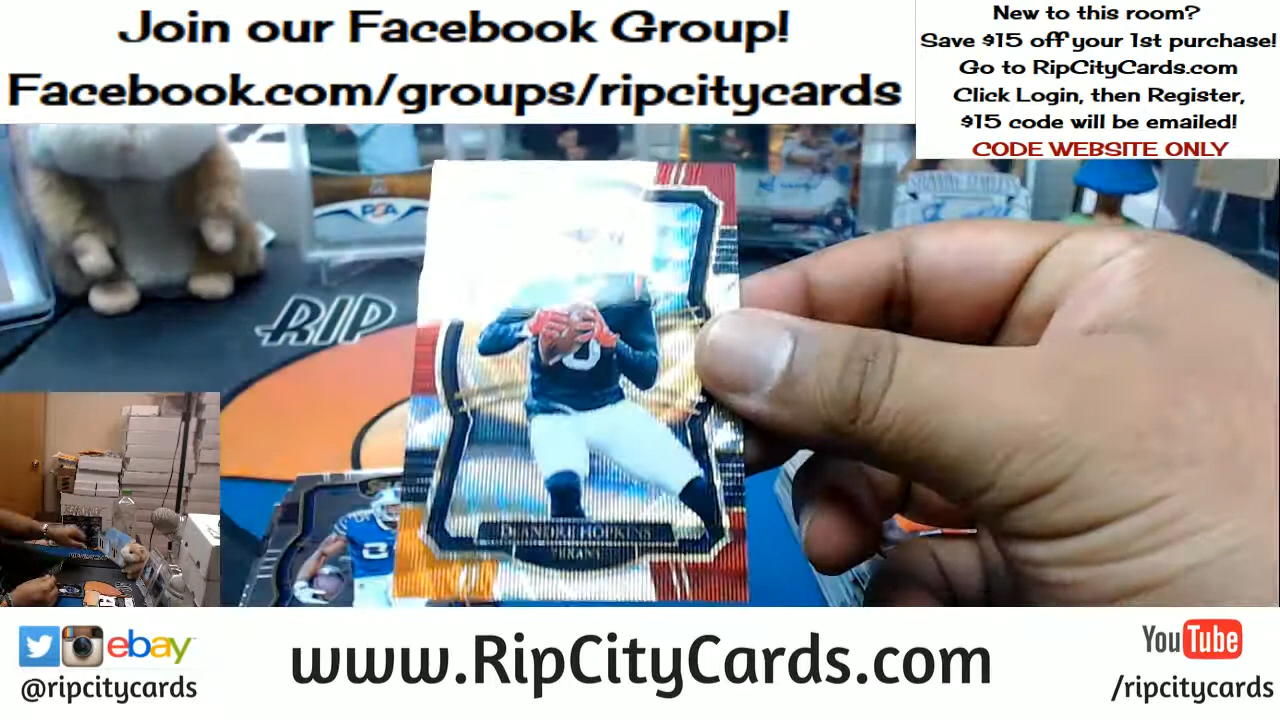 Join our Facebook Group!
Facebook.com/groups/ripcitycards
New to this room?
Save $15 off your 1st purchase!
Go to RipCityCards.com
Click Login, then Register,
$15 code will be emailed!
CODE WEBSITE ONLY
PSA
RIP
HOPKINS
ebay
@ripcitycards
www.RipCityCards.com
YouTube
/ripcitycards